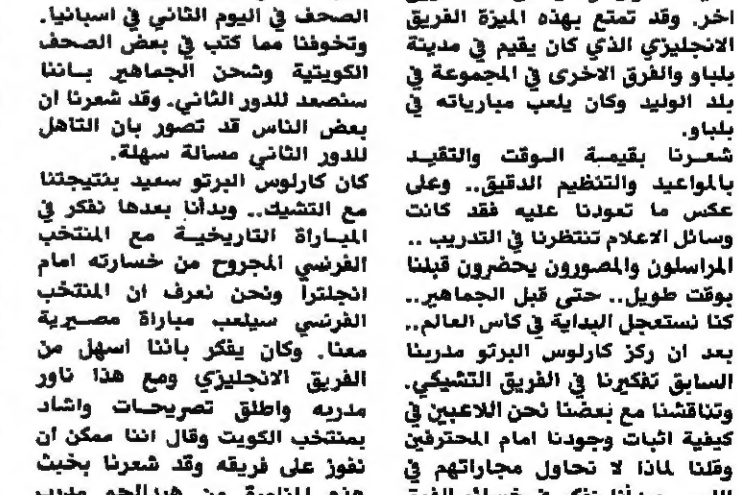 اخر. وقد تمتع بهذه الميزة الفريق
الانجليزي الذي كان يقيم في مدينة
بلباو والفرق الاخرى في المجموعة في
بلد الوليد وكان يلعب مبارياته في
بلباو.
شعرنا بقيمة الوقت والتقيد
بالمواعيد والتنظيم الدقيق.. وعلى
عكس ما تعودنا عليه فقد كانت
وسائل الاعلام تنتظرنا في التدريب ..
المراسلون والمصورون يحضرون قبلنا
بوقت طويل.. حتى قبل الجماهير..
كنا نستعجل البداية في كأس العالم..
بعد ان ركز كارلوس البرتو مدربنا
السابق تفكيرنا في الفريق التشيكي.
وتناقشنا مع بعضنا نحن اللاعبين في
كيفية اثبات وجودنا امام المحترفين
وقلنا لماذا لا نحاول مجاراتهم في
الصحف في اليوم الثاني في اسبانيا.
وتخوفنا مما كتب في بعض الصحف
الكويتية وشحن الجماهير بأننا
سنصعد للدور الثاني. وقد شعرنا ان
بعض الناس قد تصور بان التأهل
للدور الثاني مسألة سهلة.
كان كارلوس البرتو سعيد بنتيجتنا
مع التشيك.. وبدأنا بعدها نفكر في
المباراة التاريخية مع المنتخب
الفرنسي المجروح من خسارته امام
انجلترا ونحن نعرف ان المنتخب
الفرنسي سيلعب مباراة مصيرية
معنا. وكان يفكر بأننا اسهل من
الفريق الانجليزي ومع هذا ناور
مدربه واطلق تصريحات واشاد
بمنتخب الكويت وقال اننا ممكن ان
نفوز على فريقه وقد شعرنا بخبث